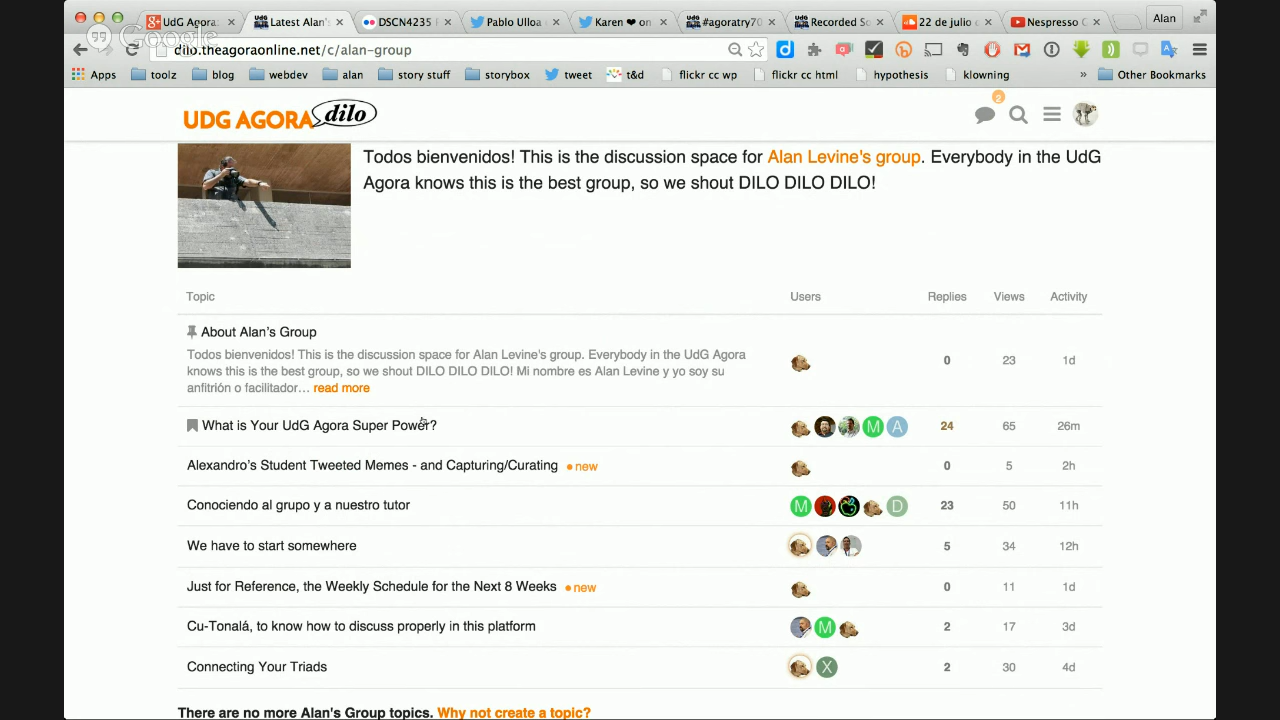 UdG Agora:
Latest Alan's
DSCN4235
Pablo Ulloa
Karen ❤ on
#agoratry70
Recorded Se
22 de julio d
Nespresso C
Alan
Google
dilo.theagoraonline.net/c/alan-group
Apps
toolz
blog
webdev
alan
story stuff
storybox
tweet
t&d
flickr cc wp
flickr cc html
hypothesis
klowning
»
Other Bookmarks
UDG AGORA dilo
2
Todos bienvenidos! This is the discussion space for Alan Levine's group. Everybody in the UdG
Agora knows this is the best group, so we shout DILO DILO DILO!
Topic Users Replies Views Activity
About Alan's Group
Todos bienvenidos! This is the discussion space for Alan Levine's group. Everybody in the UdG Agora
knows this is the best group, so we shout DILO DILO DILO! Mi nombre es Alan Levine y yo soy su
anfitrión o facilitador… read more
0 23 1d
What is Your UdG Agora Super Power? M A 24 65 26m
Alexandro's Student Tweeted Memes - and Capturing/Curating • new 0 5 2h
Conociendo al grupo y a nuestro tutor M D 23 50 11h
We have to start somewhere 5 34 12h
Just for Reference, the Weekly Schedule for the Next 8 Weeks • new 0 11 1d
Cu-Tonalá, to know how to discuss properly in this platform M 2 17 3d
Connecting Your Triads X 2 30 4d
There are no more Alan's Group topics. Why not create a topic?